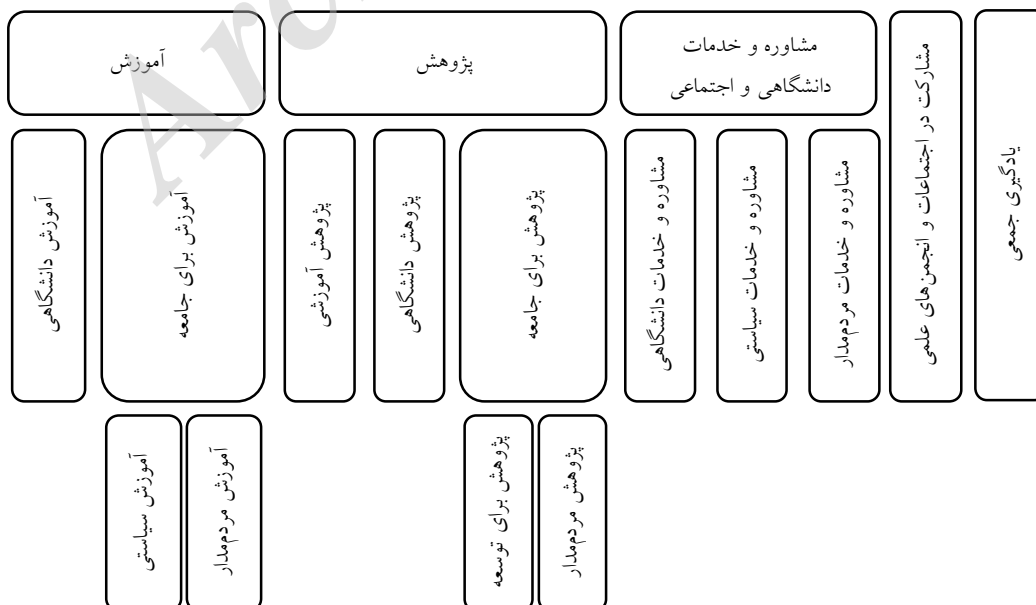 یادگیری جمعی
مشارکت در اجتماعات و انجمن‌های علمی
مشاوره و خدمات
دانشگاهی و اجتماعی
پژوهش
آموزش
مشاوره و خدمات مردم‌مدار
مشاوره و خدمات سیاستی
مشاوره و خدمات دانشگاهی
پژوهش برای جامعه
پژوهش دانشگاهی
پژوهش آموزشی
آموزش برای جامعه
آموزش دانشگاهی
پژوهش مردم‌مدار
پژوهش برای توسعه
آموزش مردم‌مدار
آموزش سیاستی